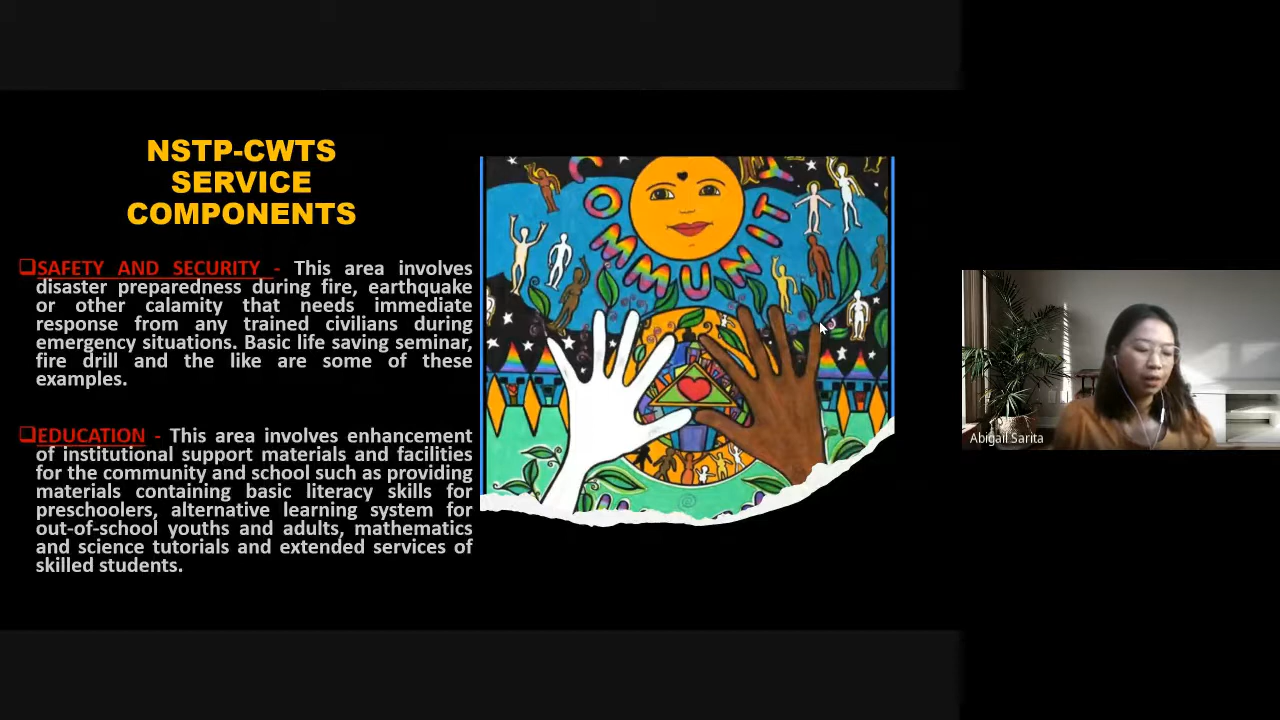 NSTP-CWTS
SERVICE
COMPONENTS
SAFETY AND SECURITY - This area involves
disaster preparedness during fire, earthquake
or other calamity that needs immediate
response from any trained civilians during
emergency situations. Basic life saving seminar,
fire drill and the like are some of these
examples.
EDUCATION - This area involves enhancement
of institutional support materials and facilities
for the community and school such as providing
materials containing basic literacy skills for
preschoolers, alternative learning system for
out-of-school youths and adults, mathematics
and science tutorials and extended services of
skilled students.
COMMUNITY
Abigail Sarita